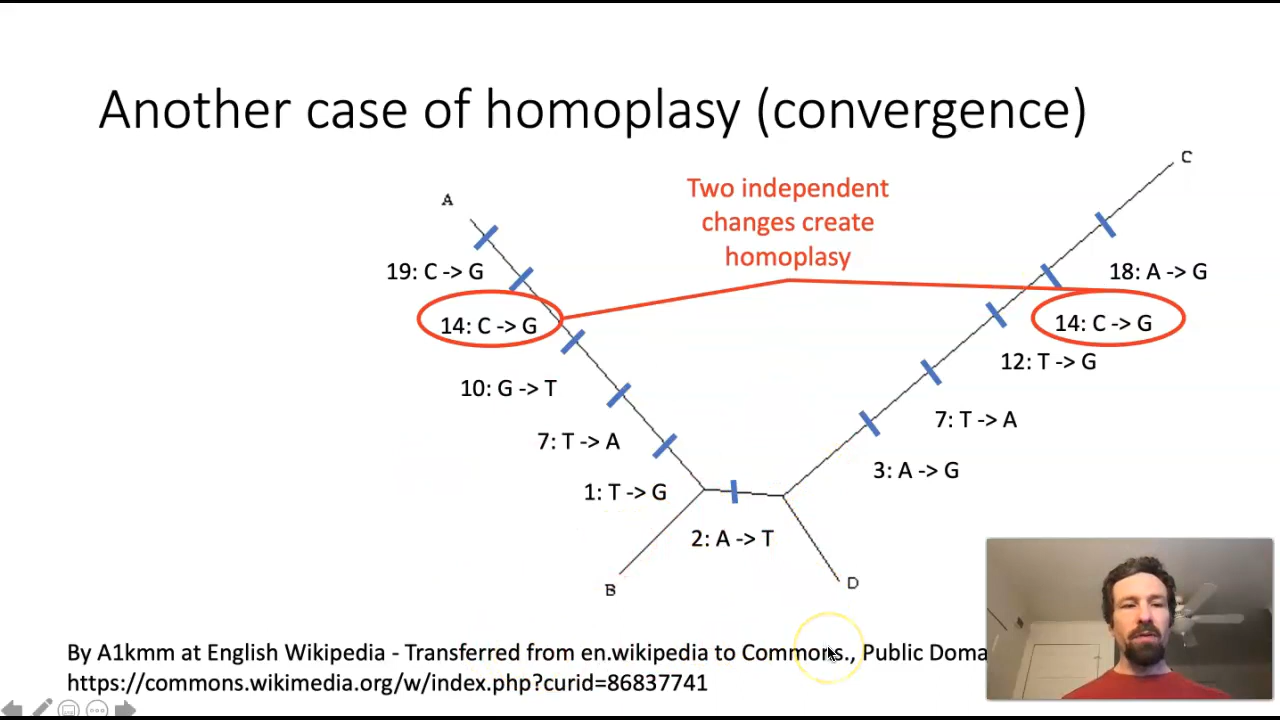 Another case of homoplasy (convergence)
C
Two independent
changes create
homoplasy
A
19: C -> G
18: A -> G
14: C -> G
14: C -> G
12: T -> G
10: G -> T
7: T -> A
7: T -> A
3: A -> G
1: T -> G
2: A -> T
B
D
By A1kmm at English Wikipedia - Transferred from en.wikipedia to Commons., Public Doma
https://commons.wikimedia.org/w/index.php?curid=86837741